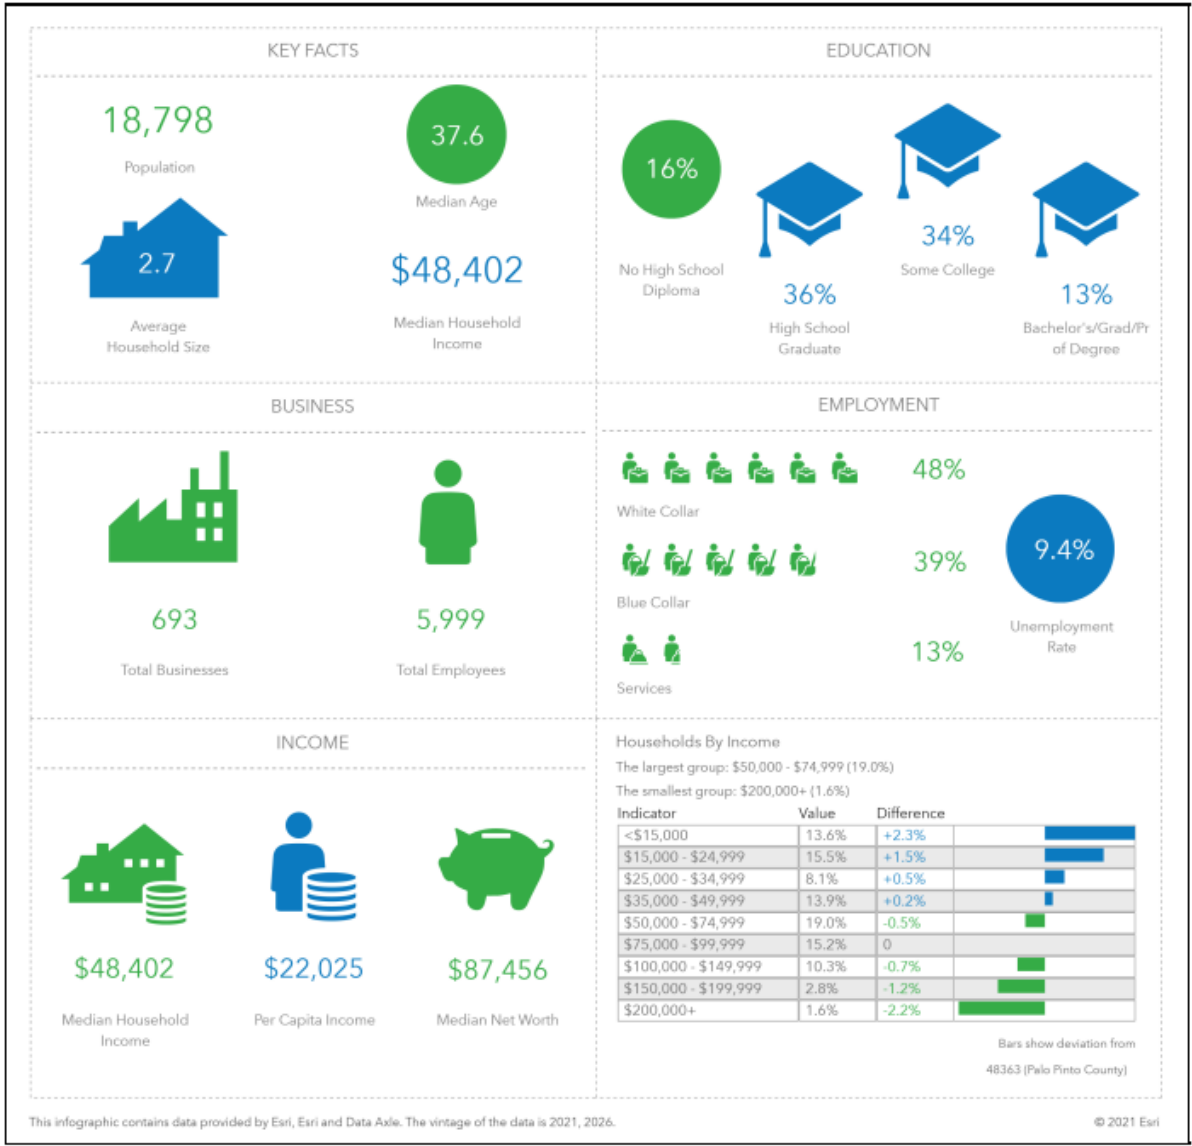 KEY FACTS
18,798
Population
37.6
Median Age
2.7
Average
Household Size
$48,402
Median Household
Income
EDUCATION
16%
No High School
Diploma
36%
High School
Graduate
34%
Some College
13%
Bachelor's/Grad/Pr
of Degree
BUSINESS
693
Total Businesses
5,999
Total Employees
EMPLOYMENT
48%
White Collar
39%
Blue Collar
13%
Services
9.4%
Unemployment
Rate
INCOME
$48,402
Median Household
Income
$22,025
Per Capita Income
$87,456
Median Net Worth
Households By Income
The largest group: $50,000 - $74,999 (19.0%)
The smallest group: $200,000+ (1.6%)
Indicator Value Difference
<$15,000 13.6% +2.3%
$15,000 - $24,999 15.5% +1.5%
$25,000 - $34,999 8.1% +0.5%
$35,000 - $49,999 13.9% +0.2%
$50,000 - $74,999 19.0% -0.5%
$75,000 - $99,999 15.2% 0
$100,000 - $149,999 10.3% -0.7%
$150,000 - $199,999 2.8% -1.2%
$200,000+ 1.6% -2.2%
Bars show deviation from
48363 (Palo Pinto County)
This infographic contains data provided by Esri, Esri and Data Axle. The vintage of the data is 2021, 2026.
© 2021 Esri